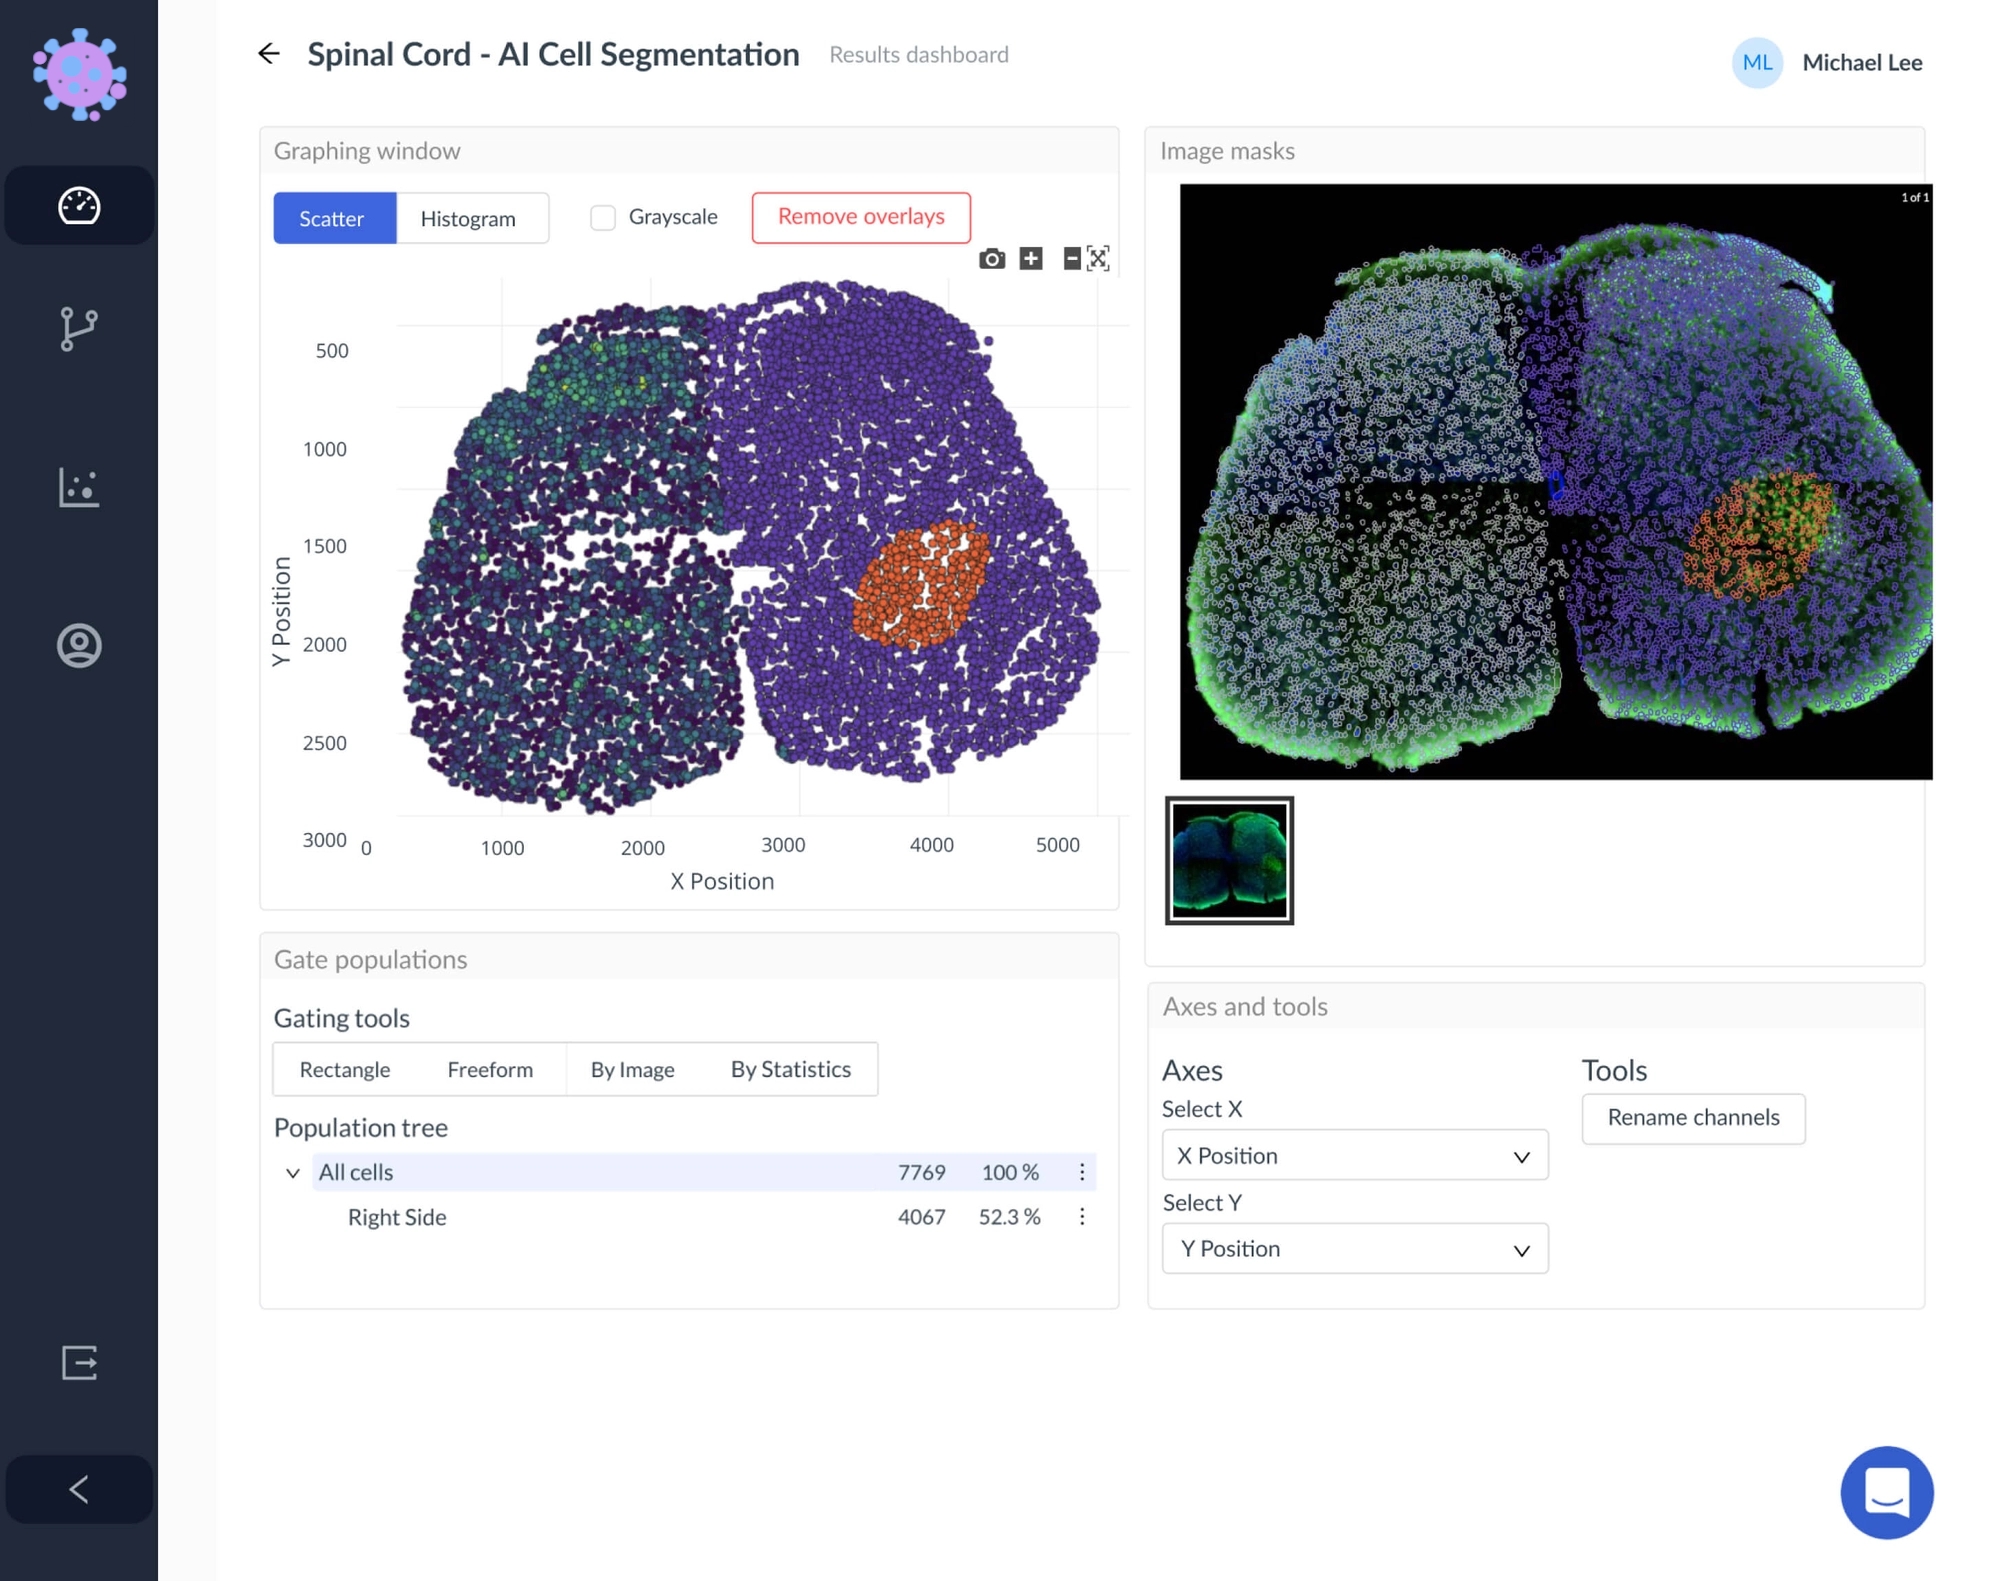 Spinal Cord - AI Cell Segmentation Results dashboard
ML Michael Lee
Graphing window
Scatter Histogram Grayscale Remove overlays
500
1000
1500
2000
2500
3000
Y Position
0 1000 2000 3000 4000 5000
X Position
Image masks
1 of 1
Gate populations
Gating tools
Rectangle Freeform By Image By Statistics
Population tree
All cells 7769 100 %
Right Side 4067 52.3 %
Axes and tools
Axes
Select X
X Position
Select Y
Y Position
Tools
Rename channels